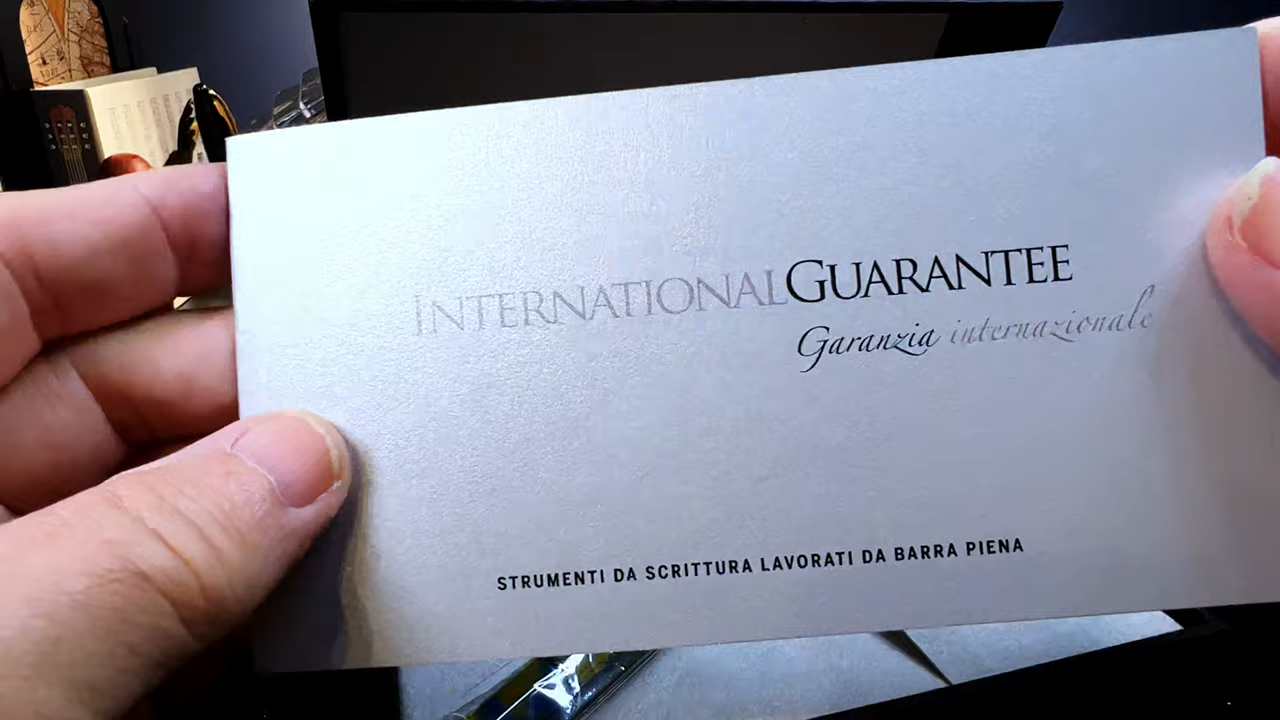 INTERNATIONALGUARANTEE
Garanzia internazionale
STRUMENTI DA SCRITTURA LAVORATI DA BARRA PIENA